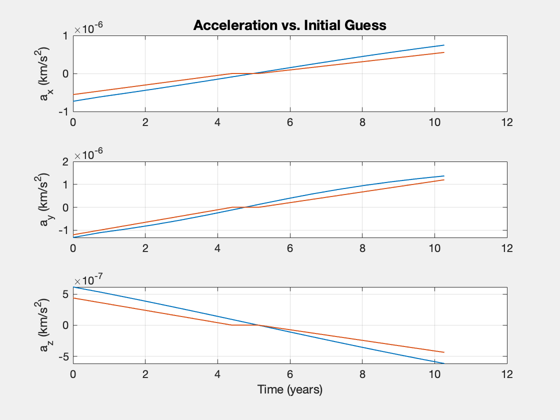 Acceleration vs. Initial Guess
×10^-6
a_x (km/s^2)
1
0
-1
0 2 4 6 8 10 12
×10^-6
a_y (km/s^2)
2
1
0
-1
0 2 4 6 8 10 12
×10^-7
a_z (km/s^2)
5
0
-5
0 2 4 6 8 10 12
Time (years)